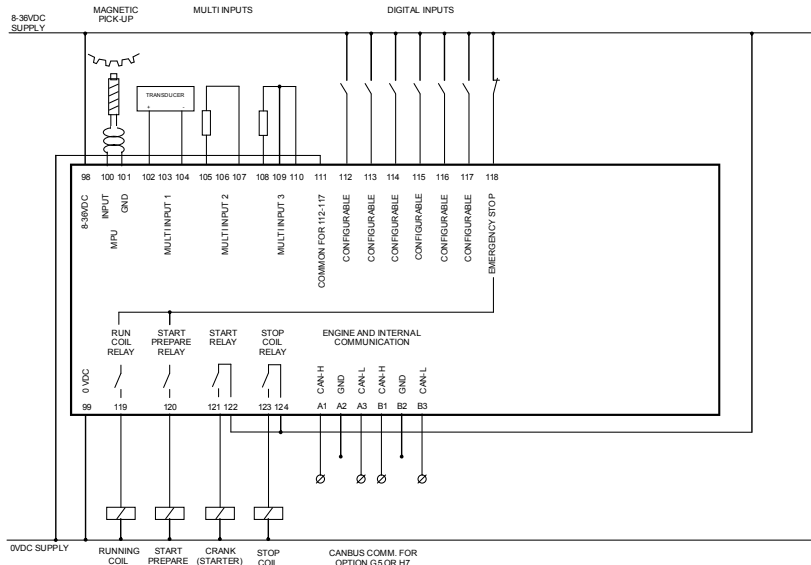 8-36VDC
SUPPLY
MAGNETIC
PICK-UP
MULTI INPUTS
DIGITAL INPUTS
TRANSDUCER
+ -
98 100 101 102 103 104 105 106 107 108 109 110 111 112 113 114 115 116 117 118
8-36VDC
INPUT
MPU
GND
MULTI INPUT 1
MULTI INPUT 2
MULTI INPUT 3
COMMON FOR 112-117
CONFIGURABLE
CONFIGURABLE
CONFIGURABLE
CONFIGURABLE
CONFIGURABLE
CONFIGURABLE
EMERGENCY STOP
RUN
COIL
RELAY
START
PREPARE
RELAY
START
RELAY
STOP
COIL
RELAY
ENGINE AND INTERNAL
COMMUNICATION
0 VDC
CAN-H
GND
CAN-L
CAN-H
GND
CAN-L
99 119 120 121 122 123 124 A1 A2 A3 B1 B2 B3
0VDC SUPPLY
RUNNING
COIL
START
PREPARE
CRANK
(STARTER)
STOP
COIL
CANBUS COMM. FOR
OPTION G5 OR H7